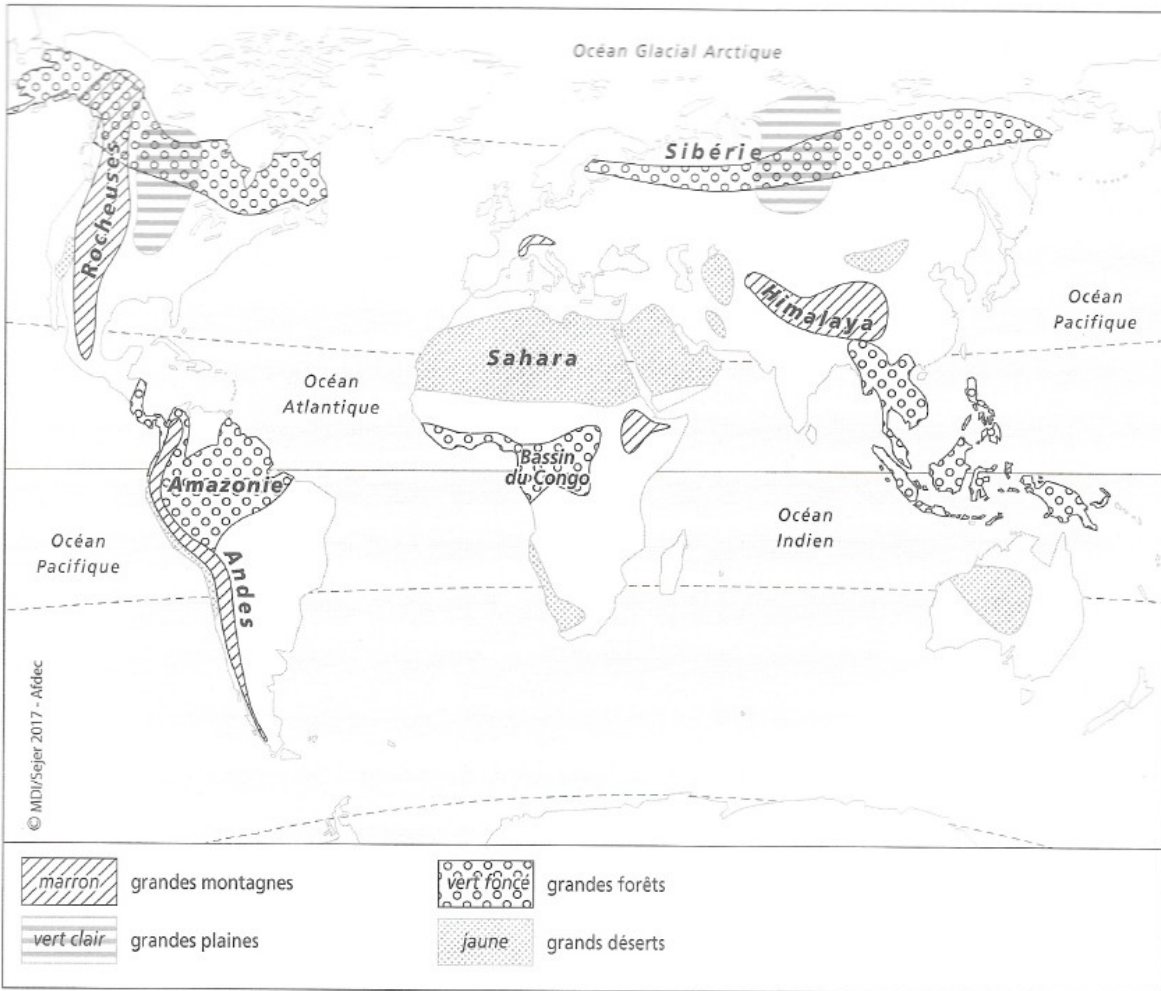 Océan Glacial Arctique
Sibérie
Rocheuses
Himalaya
Océan
Pacifique
Sahara
Océan
Atlantique
Bassin
du Congo
Amazonie
Océan
Indien
Océan
Pacifique
Andes
© MDI/Sejer 2017 - Afdec
marron grandes montagnes
vert foncé grandes forêts
vert clair grandes plaines
jaune grands déserts